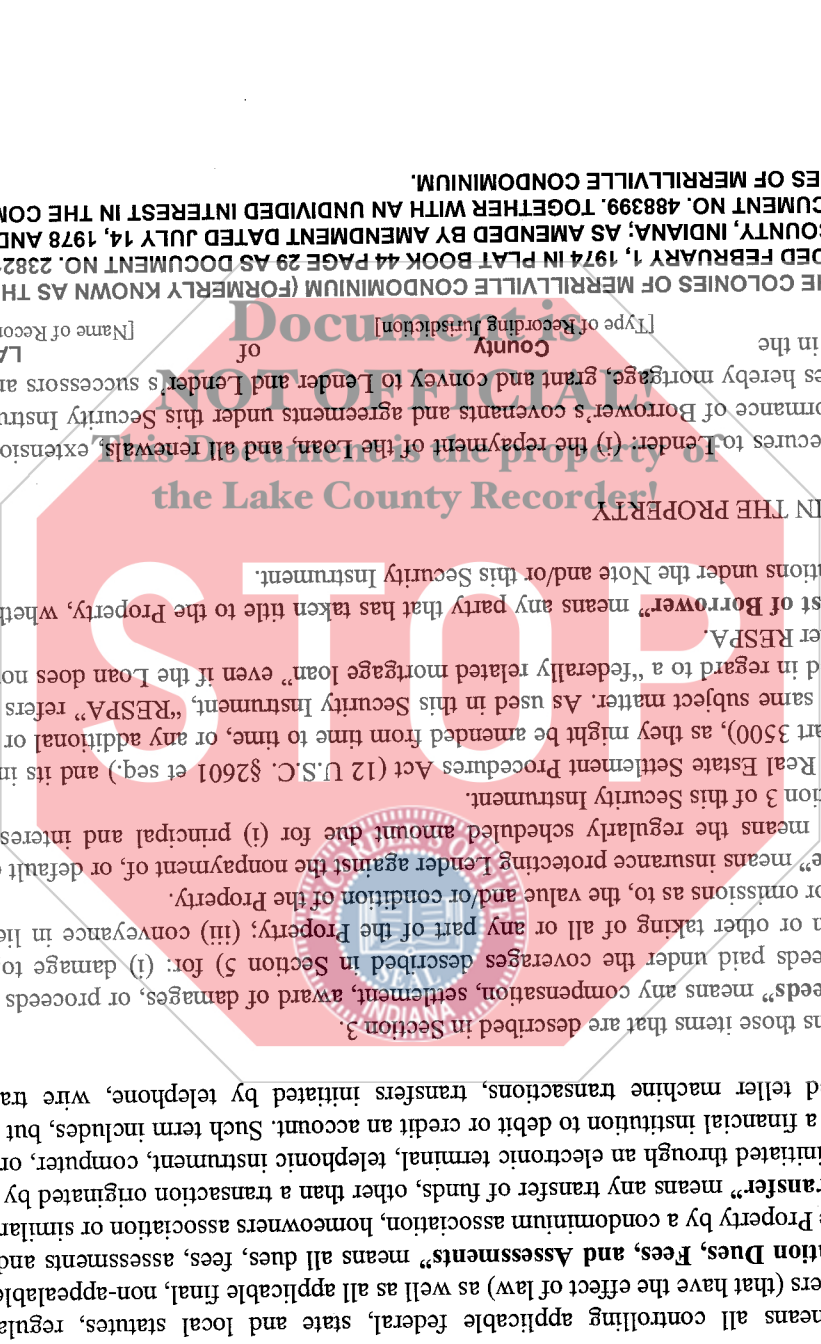 means all controlling applicable federal, state and local statutes, regula
ers (that have the effect of law) as well as all applicable final, non-appealable
ation Dues, Fees, and Assessments” means all dues, fees, assessments and
e Property by a condominium association, homeowners association or similar
ransfer” means any transfer of funds, other than a transaction originated by
initiated through an electronic terminal, telephonic instrument, computer, or
a financial institution to debit or credit an account. Such term includes, but
ed teller machine transactions, transfers initiated by telephone, wire tra
ns those items that are described in Section 3.
eeds” means any compensation, settlement, award of damages, or proceeds
eeds paid under the coverages described in Section 5) for: (i) damage to
n or other taking of all or any part of the Property; (iii) conveyance in lie
or omissions as to, the value and/or condition of the Property.
e” means insurance protecting Lender against the nonpayment of, or default
means the regularly scheduled amount due for (i) principal and interes
tion 3 of this Security Instrument.
Real Estate Settlement Procedures Act (12 U.S.C. §2601 et seq.) and its in
art 3500), as they might be amended from time to time, or any additional or
same subject matter. As used in this Security Instrument, “RESPA” refers
d in regard to a “federally related mortgage loan” even if the Loan does no
er RESPA.
st of Borrower” means any party that has taken title to the Property, wheth
ations under the Note and/or this Security Instrument.
IN THE PROPERTY
ecures to Lender: (i) the repayment of the Loan, and all renewals, extensio
ormance of Borrower’s covenants and agreements under this Security Instru
es hereby mortgage, grant and convey to Lender and Lender’s successors an
in the County of LA
[Type of Recording Jurisdiction] [Name of Recor
HE COLONIES OF MERRILLVILLE CONDOMINIUM (FORMERLY KNOWN AS TH
DED FEBRUARY 1, 1974 IN PLAT BOOK 44 PAGE 29 AS DOCUMENT NO. 2382
COUNTY, INDIANA; AS AMENDED BY AMENDMENT DATED JULY 14, 1978 AND
CUMENT NO. 488399. TOGETHER WITH AN UNDIVIDED INTEREST IN THE COM
ES OF MERRILLVILLE CONDOMINIUM.
Document is
NOT OFFICIAL!
This Document is the property of
the Lake County Recorder!
STOP
RECORDER'S OFFICE
SEAL
INDIANA